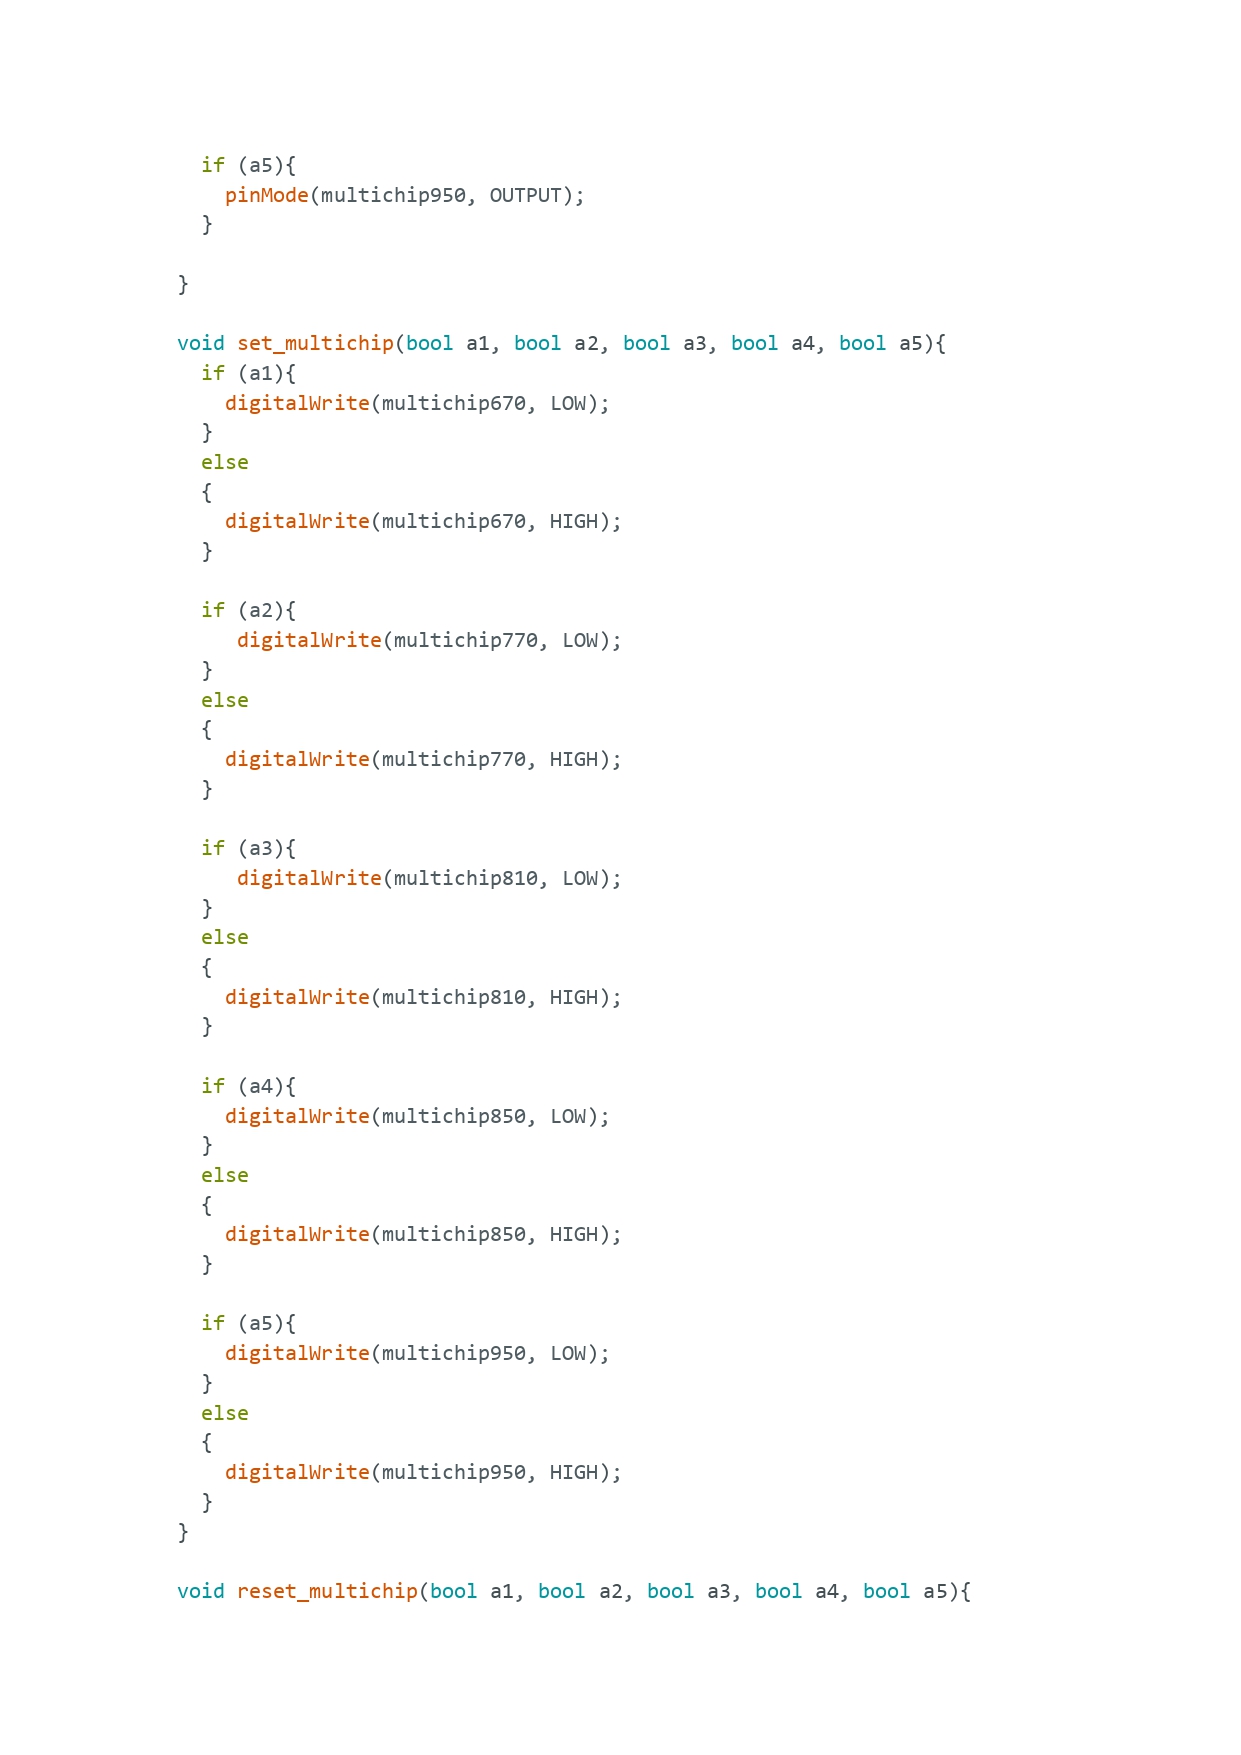 if (a5){
    pinMode(multichip950, OUTPUT);
  }

}

void set_multichip(bool a1, bool a2, bool a3, bool a4, bool a5){
  if (a1){
    digitalWrite(multichip670, LOW);
  }
  else
  {
    digitalWrite(multichip670, HIGH);
  }

  if (a2){
     digitalWrite(multichip770, LOW);
  }
  else
  {
    digitalWrite(multichip770, HIGH);
  }

  if (a3){
     digitalWrite(multichip810, LOW);
  }
  else
  {
    digitalWrite(multichip810, HIGH);
  }

  if (a4){
    digitalWrite(multichip850, LOW);
  }
  else
  {
    digitalWrite(multichip850, HIGH);
  }

  if (a5){
    digitalWrite(multichip950, LOW);
  }
  else
  {
    digitalWrite(multichip950, HIGH);
  }
}

void reset_multichip(bool a1, bool a2, bool a3, bool a4, bool a5){